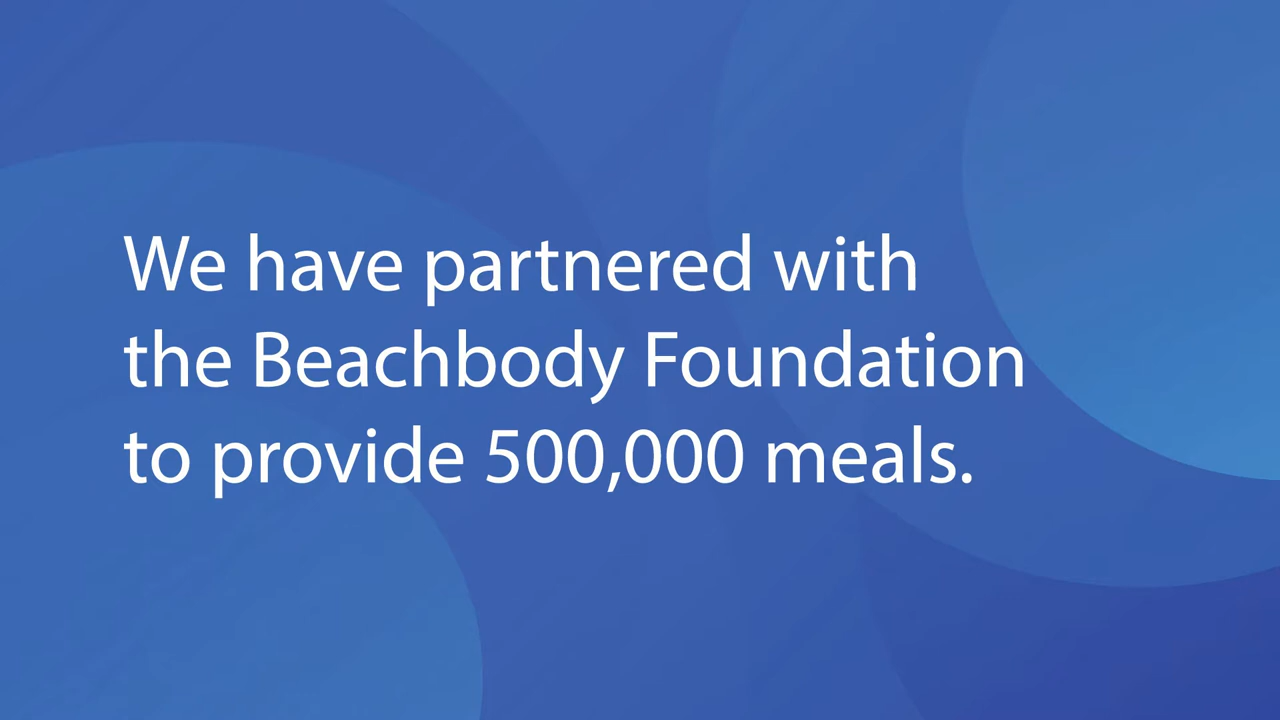 We have partnered with
the Beachbody Foundation
to provide 500,000 meals.